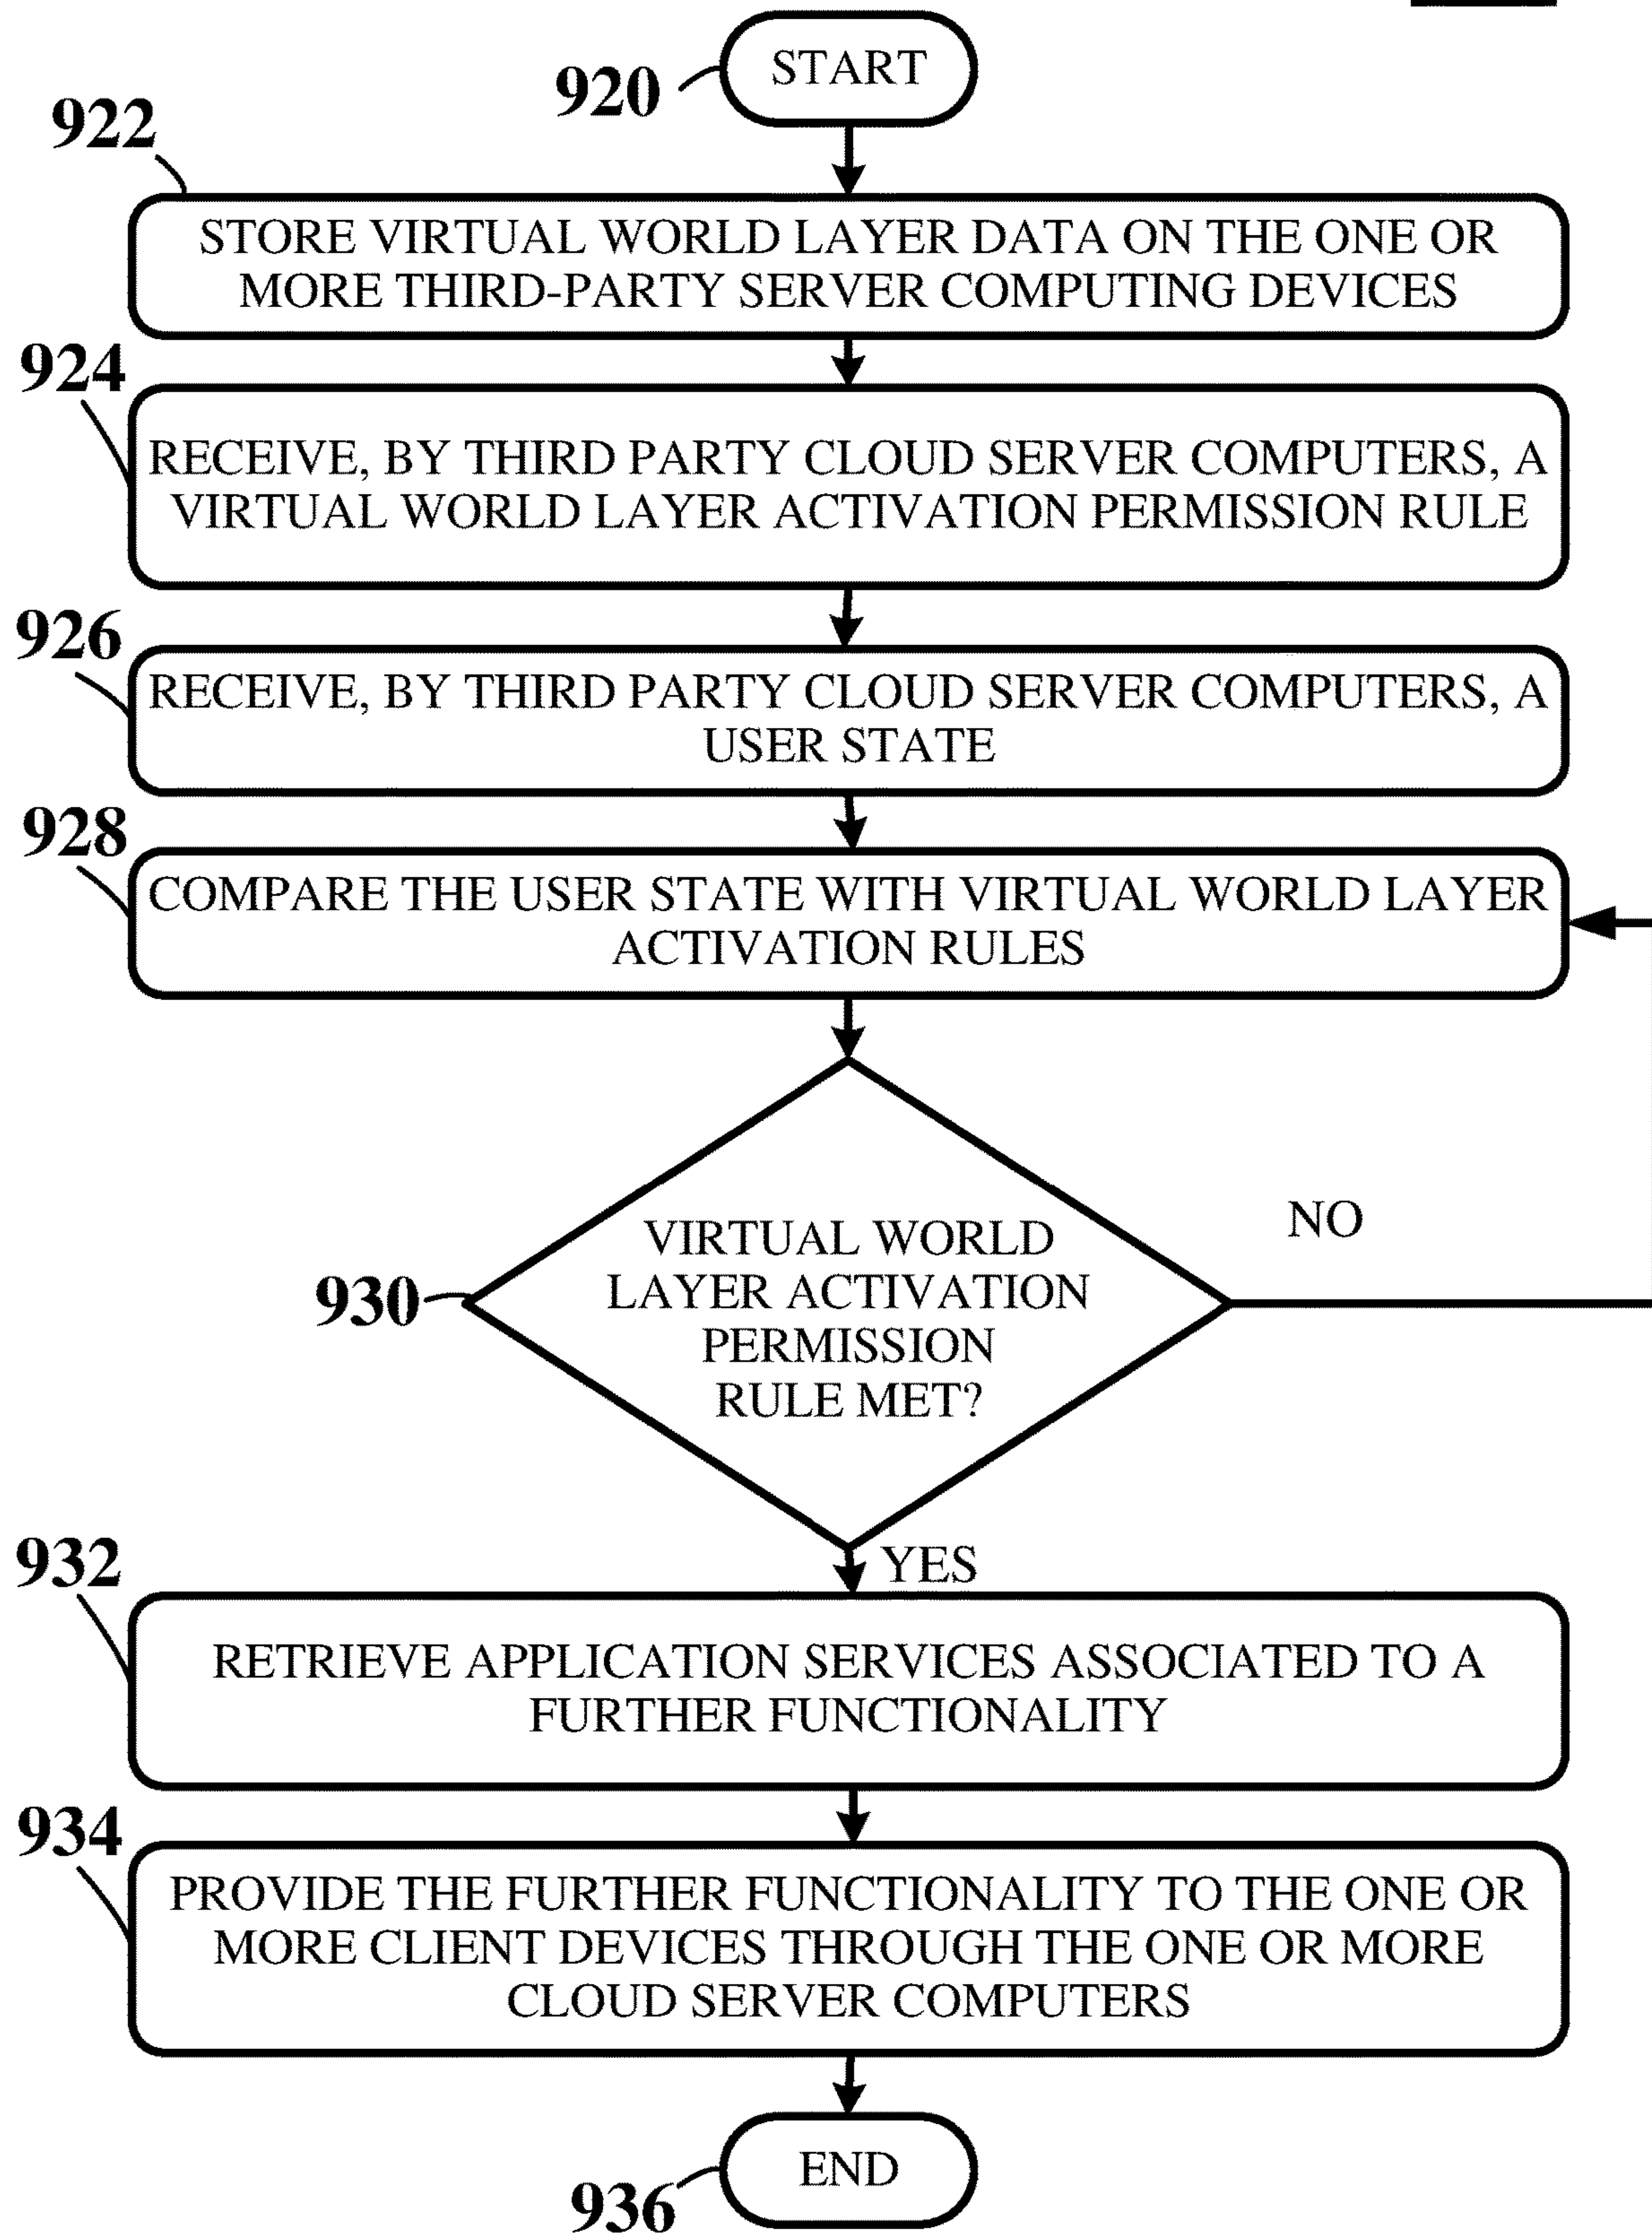 920
START
922
STORE VIRTUAL WORLD LAYER DATA ON THE ONE OR
MORE THIRD-PARTY SERVER COMPUTING DEVICES
924
RECEIVE, BY THIRD PARTY CLOUD SERVER COMPUTERS, A
VIRTUAL WORLD LAYER ACTIVATION PERMISSION RULE
926
RECEIVE, BY THIRD PARTY CLOUD SERVER COMPUTERS, A
USER STATE
928
COMPARE THE USER STATE WITH VIRTUAL WORLD LAYER
ACTIVATION RULES
930
VIRTUAL WORLD
LAYER ACTIVATION
PERMISSION
RULE MET?
NO
YES
932
RETRIEVE APPLICATION SERVICES ASSOCIATED TO A
FURTHER FUNCTIONALITY
934
PROVIDE THE FURTHER FUNCTIONALITY TO THE ONE OR
MORE CLIENT DEVICES THROUGH THE ONE OR MORE
CLOUD SERVER COMPUTERS
END
936